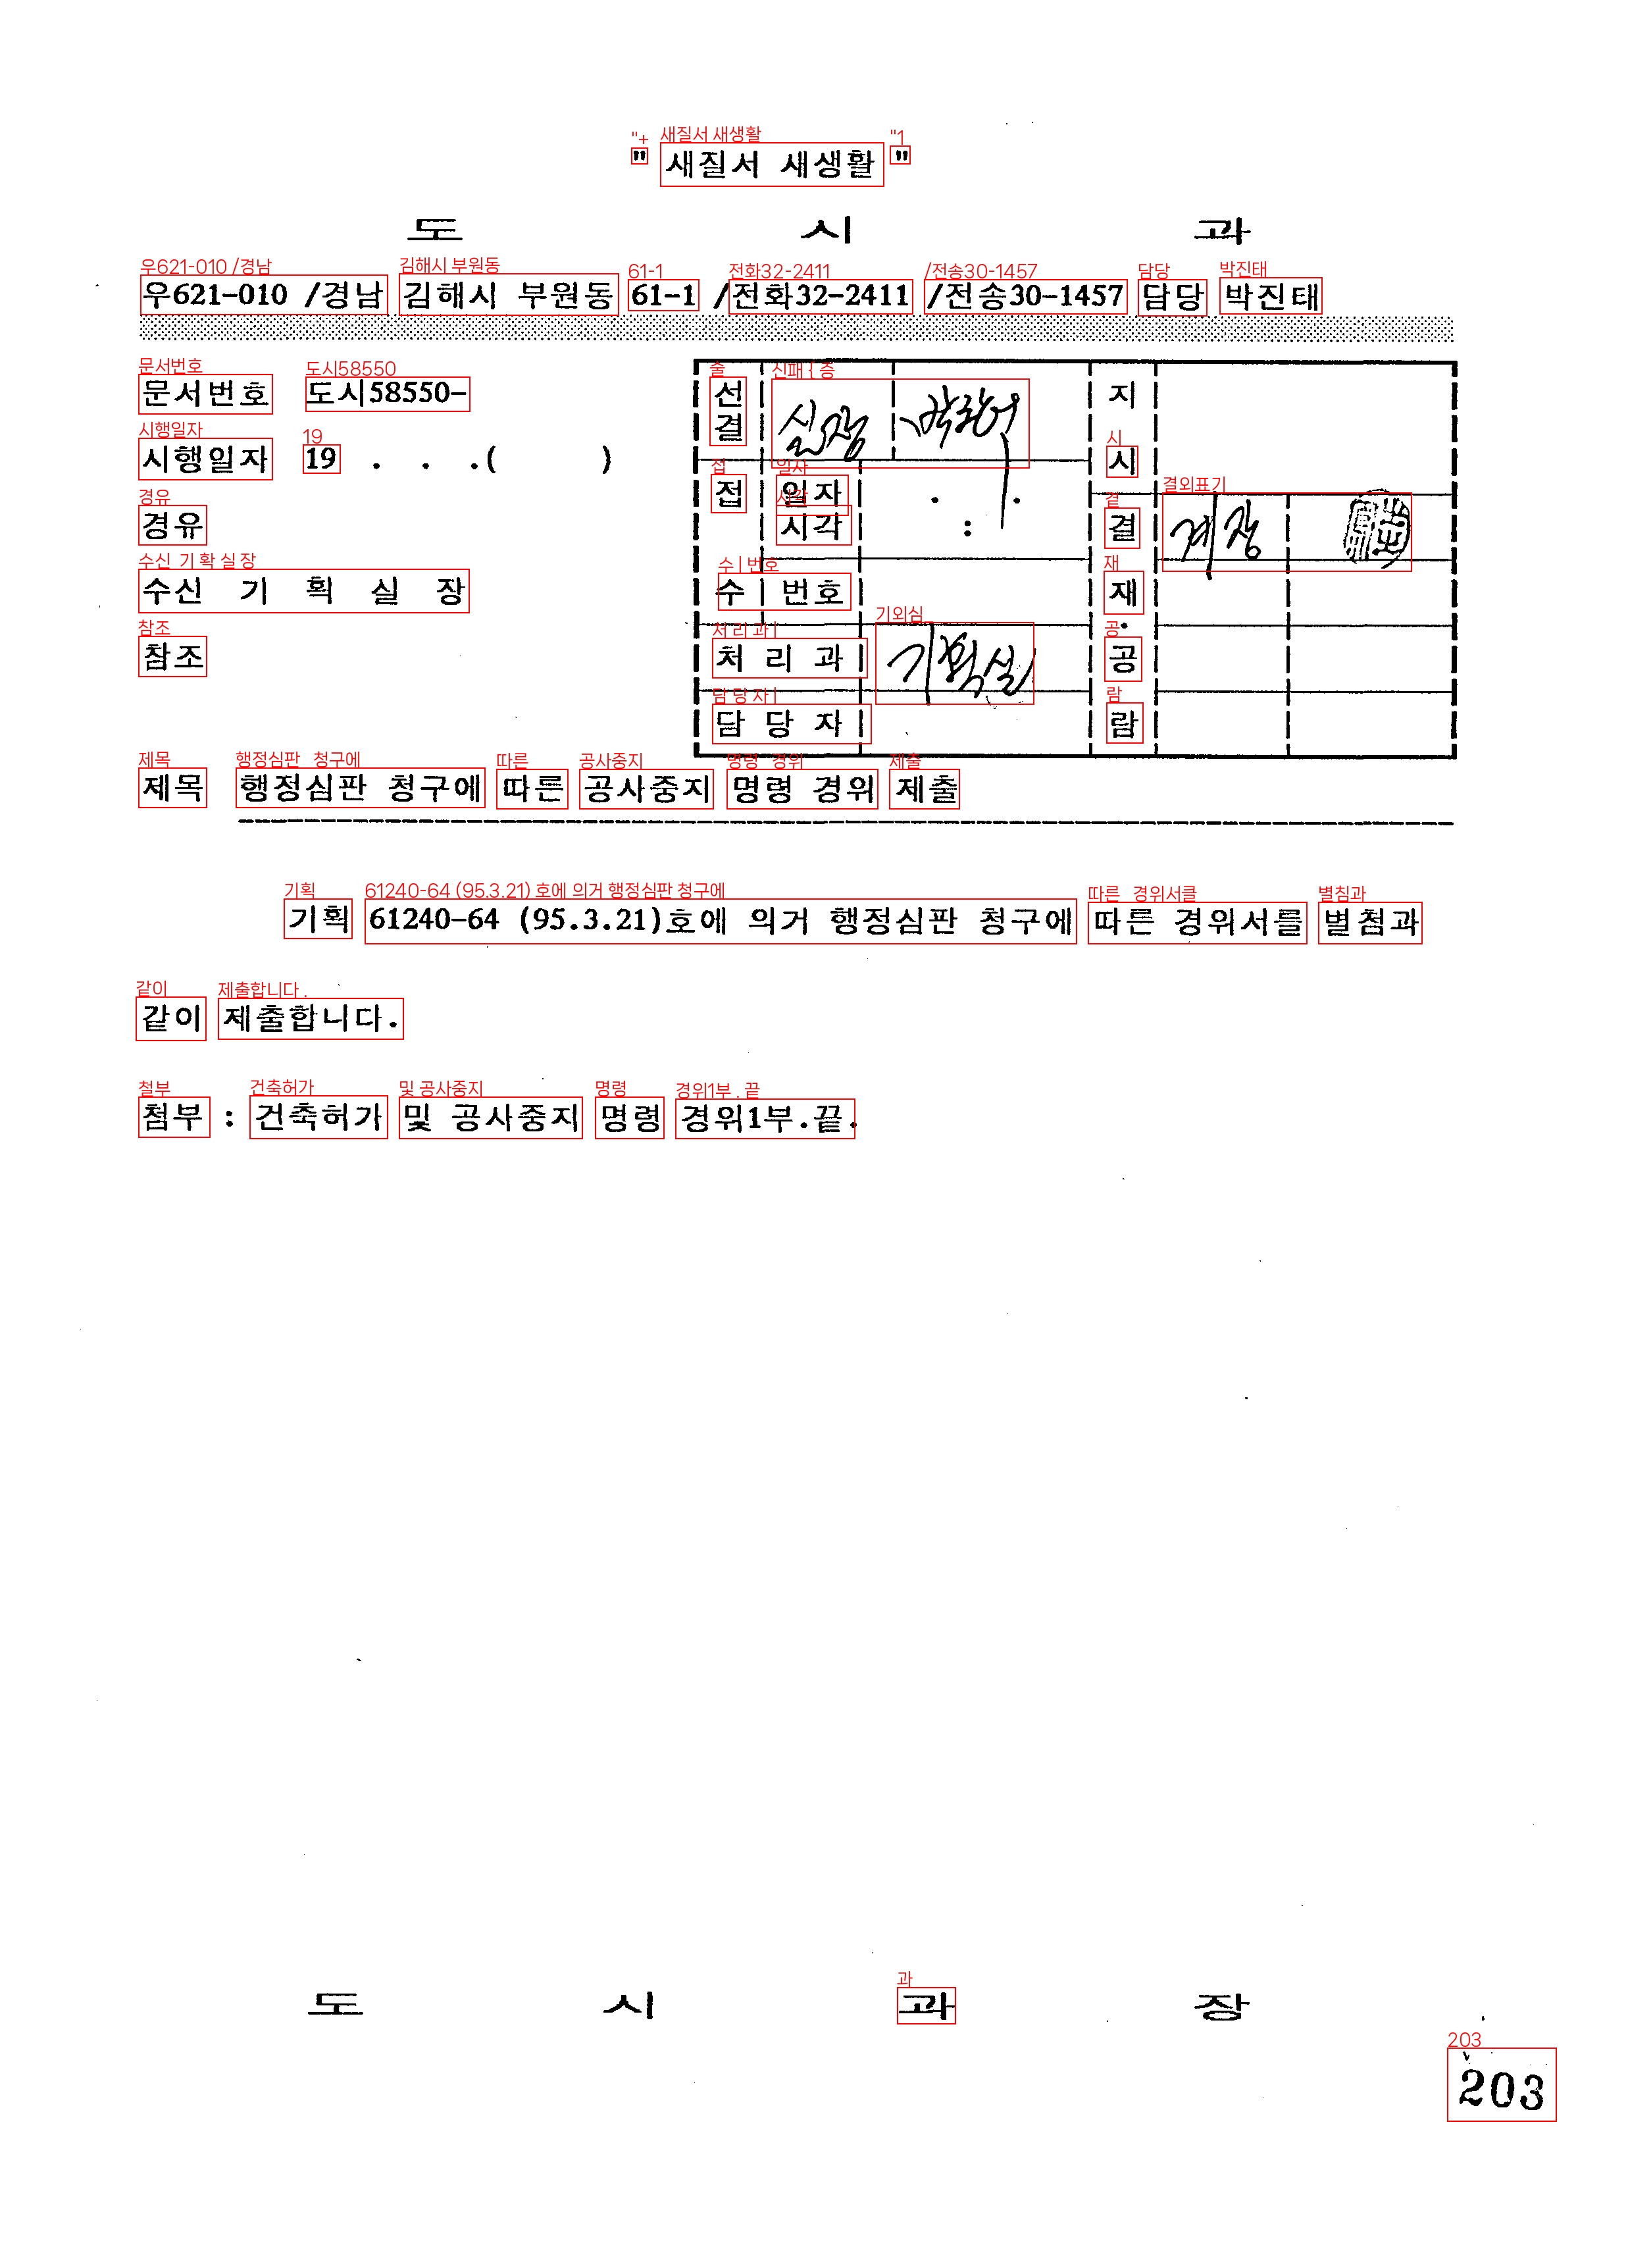 " 새질서 새생활 "
도 시 과
우621-010 /경남 김해시 부원동 61-1 /전화32-2411 /전송30-1457 담당 박진태
문서번호 도시58550-
시행일자 19 . . .( )
경유
수신 기 획 실 장
참조
선결 실장
지시
접수 일자 시각 . . :
번호
결재 계장
처 리 과 기획실
담 당 자
공람
제목 행정심판 청구에 따른 공사중지 명령 경위 제출
기획 61240-64 (95.3.21)호에 의거 행정심판 청구에 따른 경위서를 별첨과
같이 제출합니다.
첨부 : 건축허가 및 공사중지 명령 경위1부.끝.
도 시 과 장
203